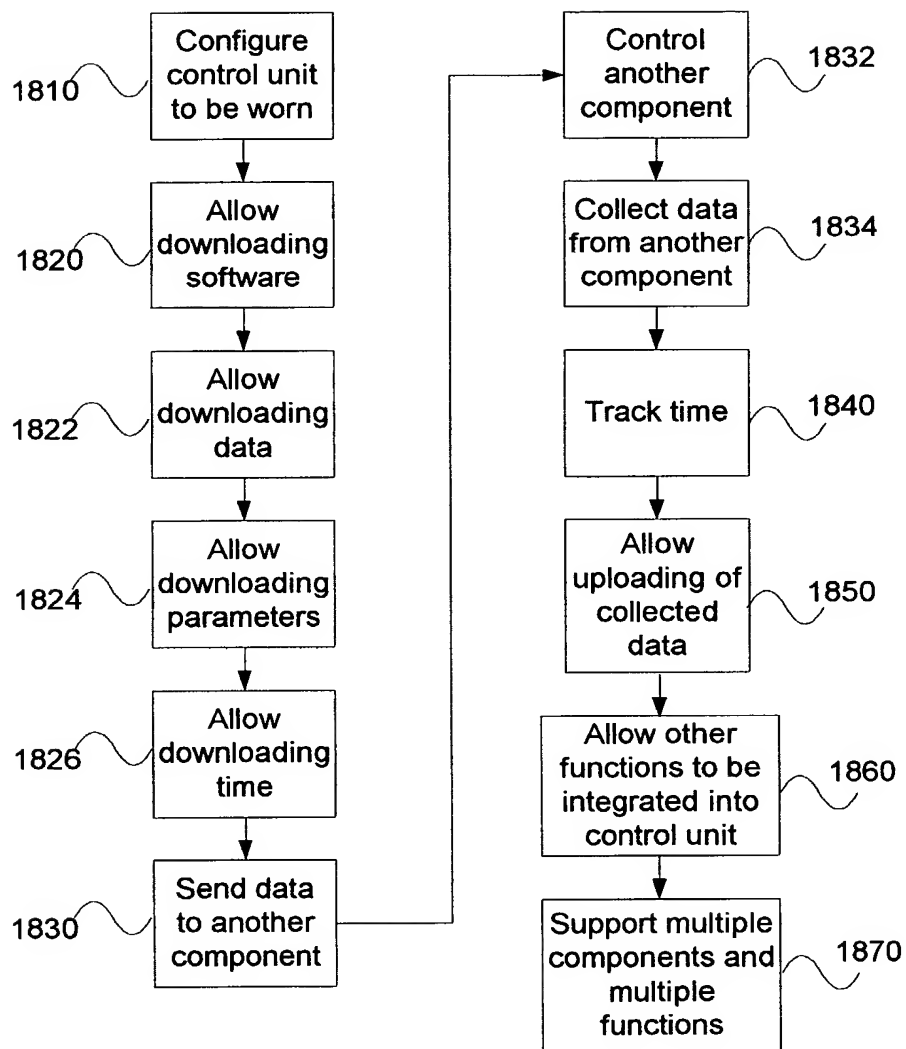 1810
Configure
control unit
to be worn
1820
Allow
downloading
software
1822
Allow
downloading
data
1824
Allow
downloading
parameters
1826
Allow
downloading
time
1830
Send data
to another
component
Control
another
component
1832
Collect data
from another
component
1834
Track time
1840
Allow
uploading of
collected
data
1850
Allow other
functions to be
integrated into
control unit
1860
Support multiple
components and
multiple
functions
1870